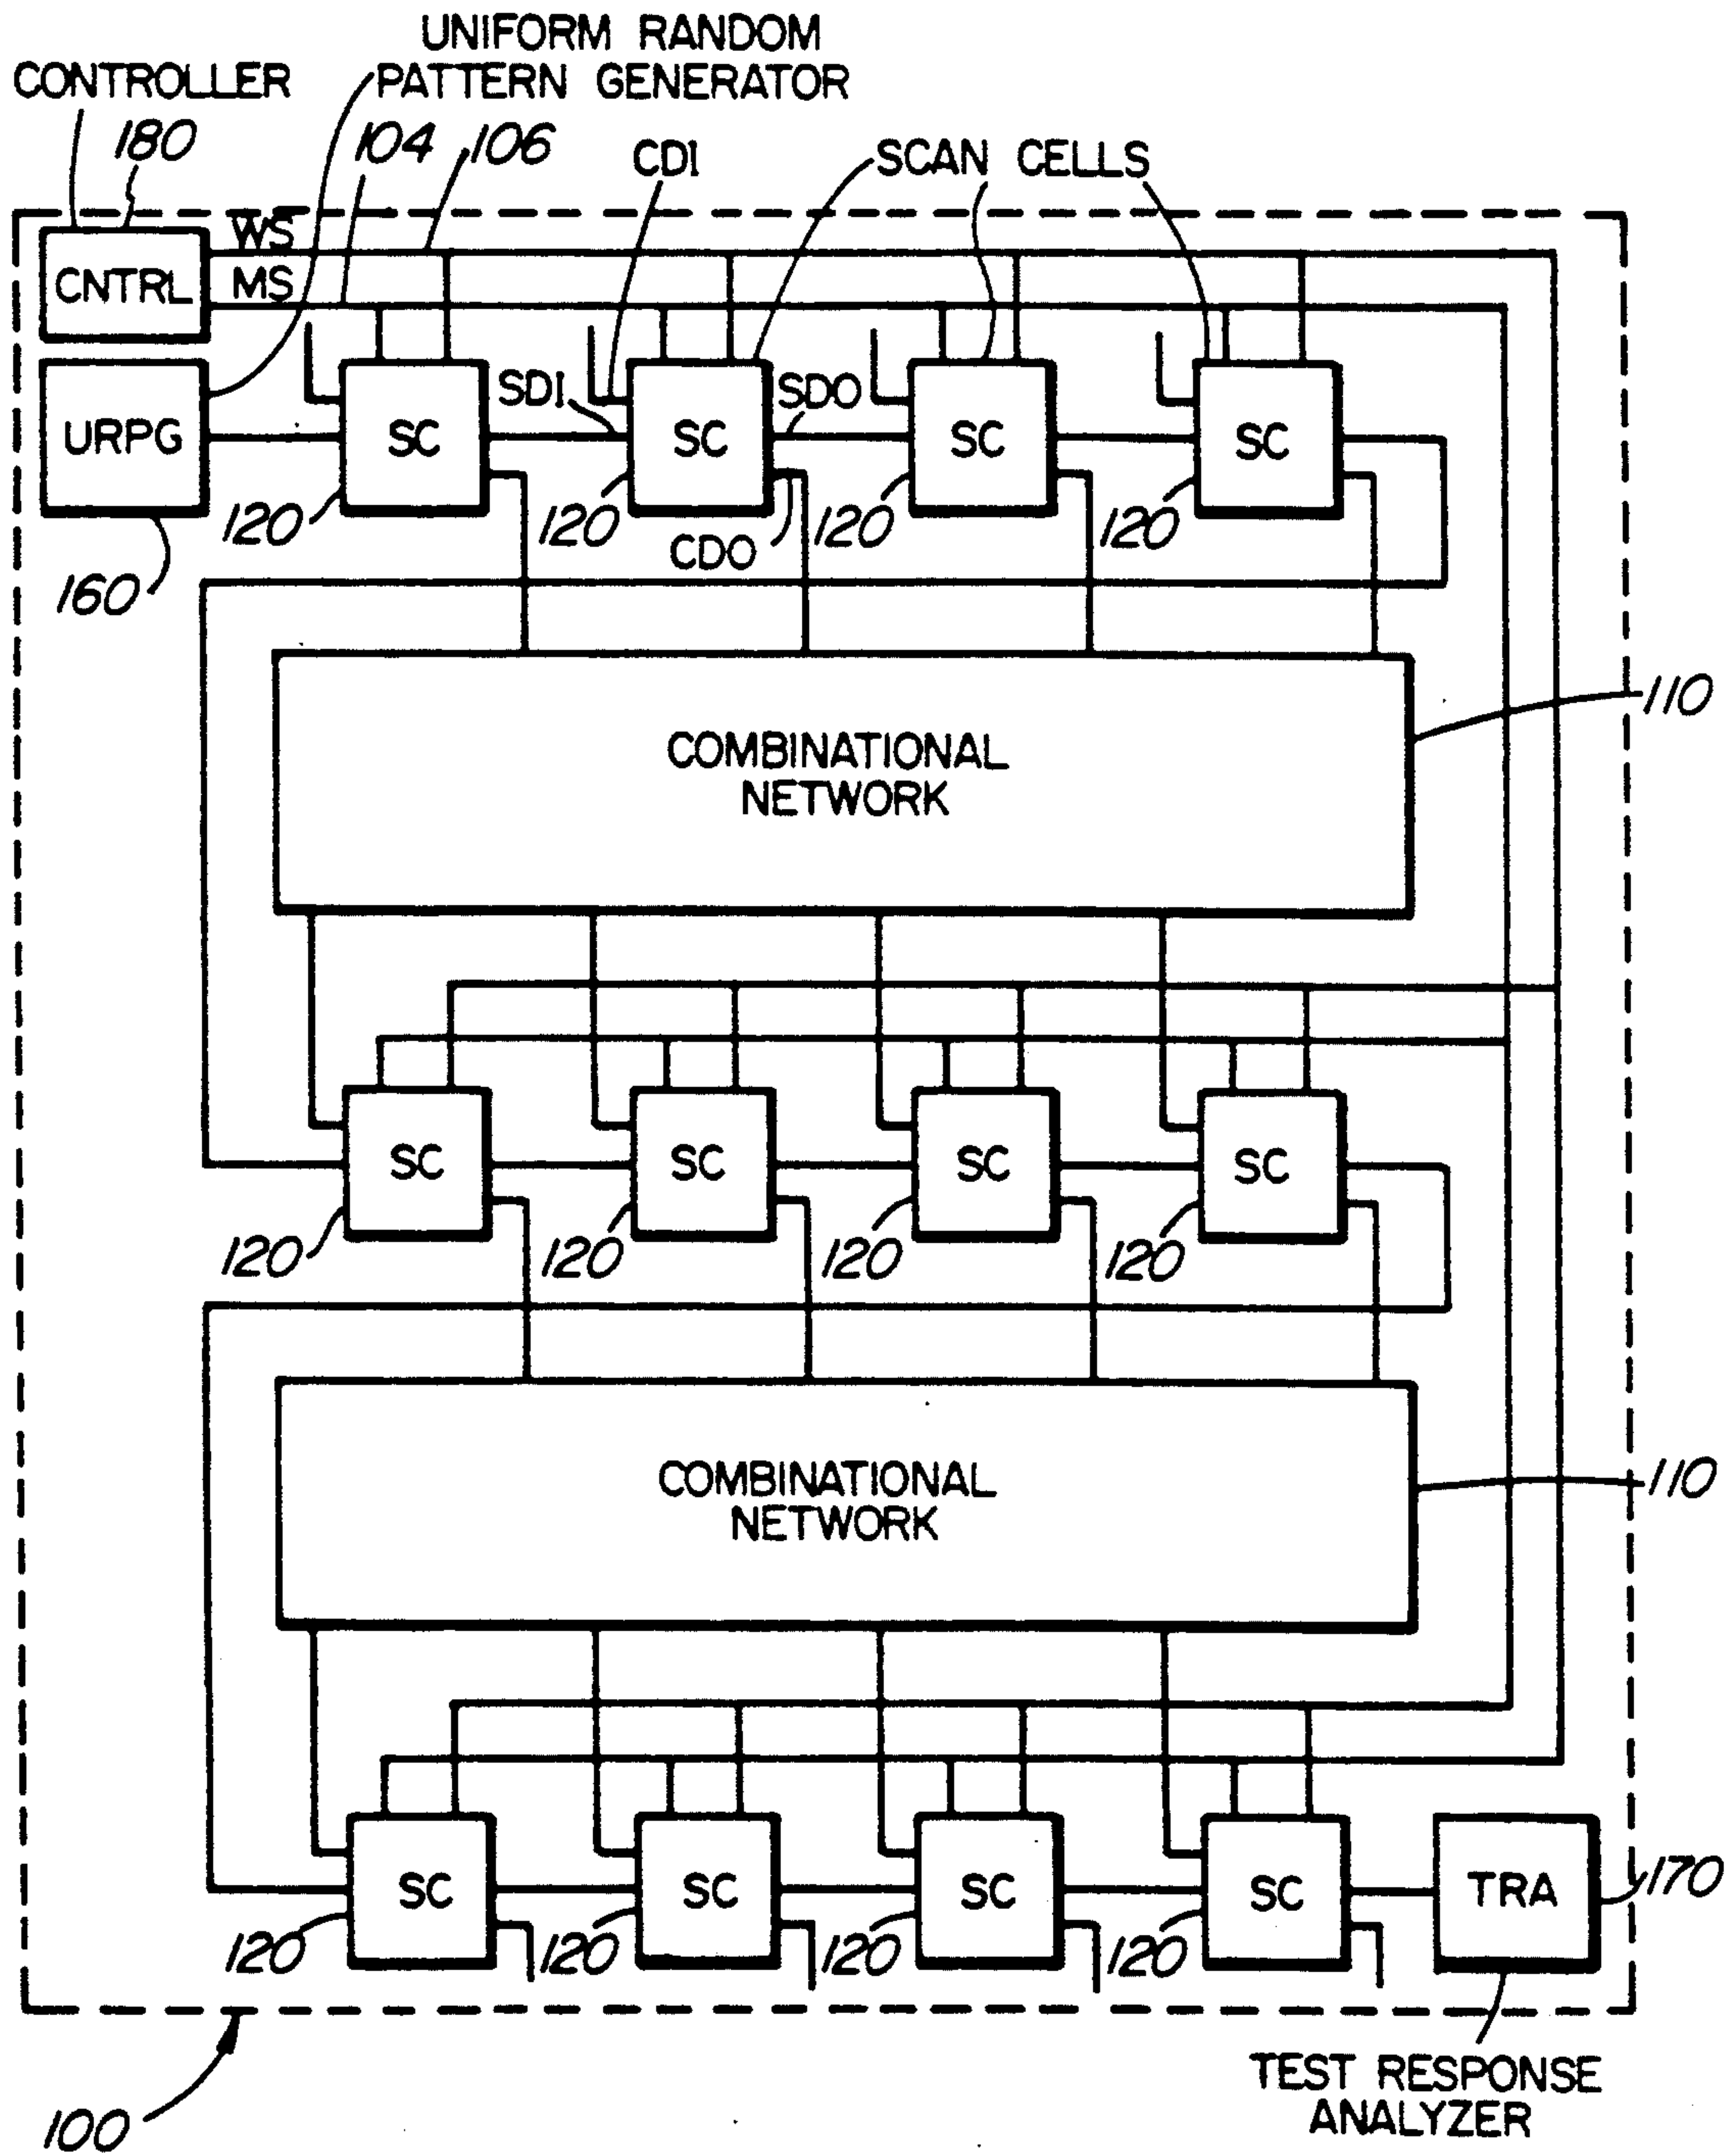 UNIFORM RANDOM
PATTERN GENERATOR
CONTROLLER
180
104
106
CDI
SCAN CELLS
WS
MS
CNTRL
URPG
SDI
SDO
SC
SC
SC
SC
120
120
120
120
CDO
160
COMBINATIONAL
NETWORK
110
SC
SC
SC
SC
120
120
120
120
COMBINATIONAL
NETWORK
110
SC
SC
SC
SC
TRA
170
120
120
120
120
100
TEST RESPONSE
ANALYZER